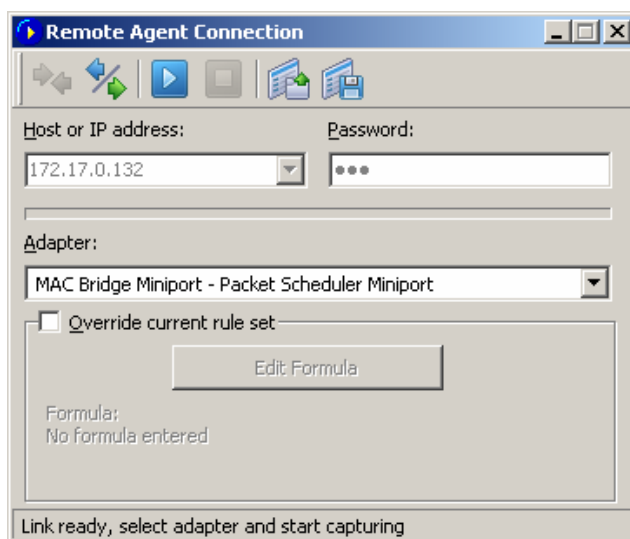 Remote Agent Connection
Host or IP address:
Password:
172.17.0.132
●●●
Adapter:
MAC Bridge Miniport - Packet Scheduler Miniport
Override current rule set
Edit Formula
Formula:
No formula entered
Link ready, select adapter and start capturing